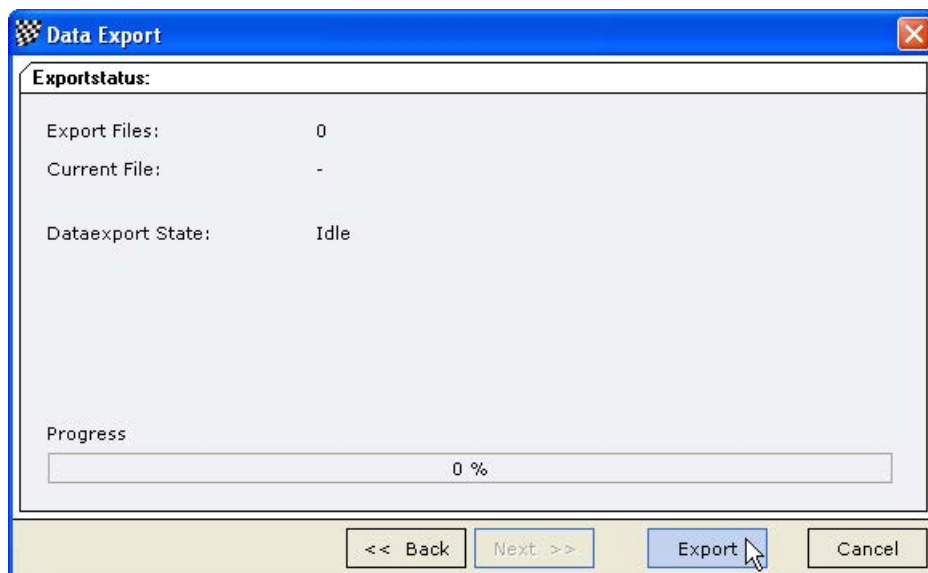 Data Export
Exportstatus:
Export Files: 0
Current File: -
Dataexport State: Idle
Progress
0 %
<< Back Next >> Export Cancel